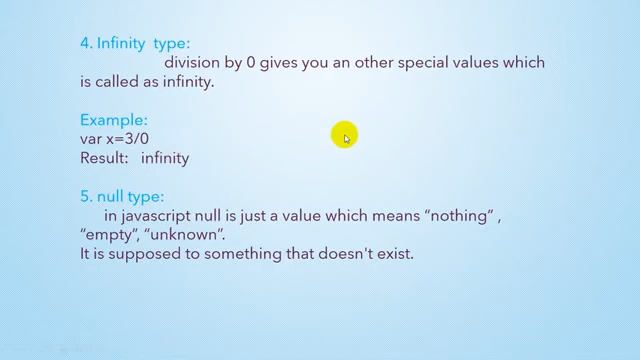 4. Infinity type:
division by 0 gives you an other special values which
is called as infinity.
Example:
var x=3/0
Result: infinity
5. null type:
in javascript null is just a value which means “nothing” ,
“empty”, “unknown”.
It is supposed to something that doesn't exist.